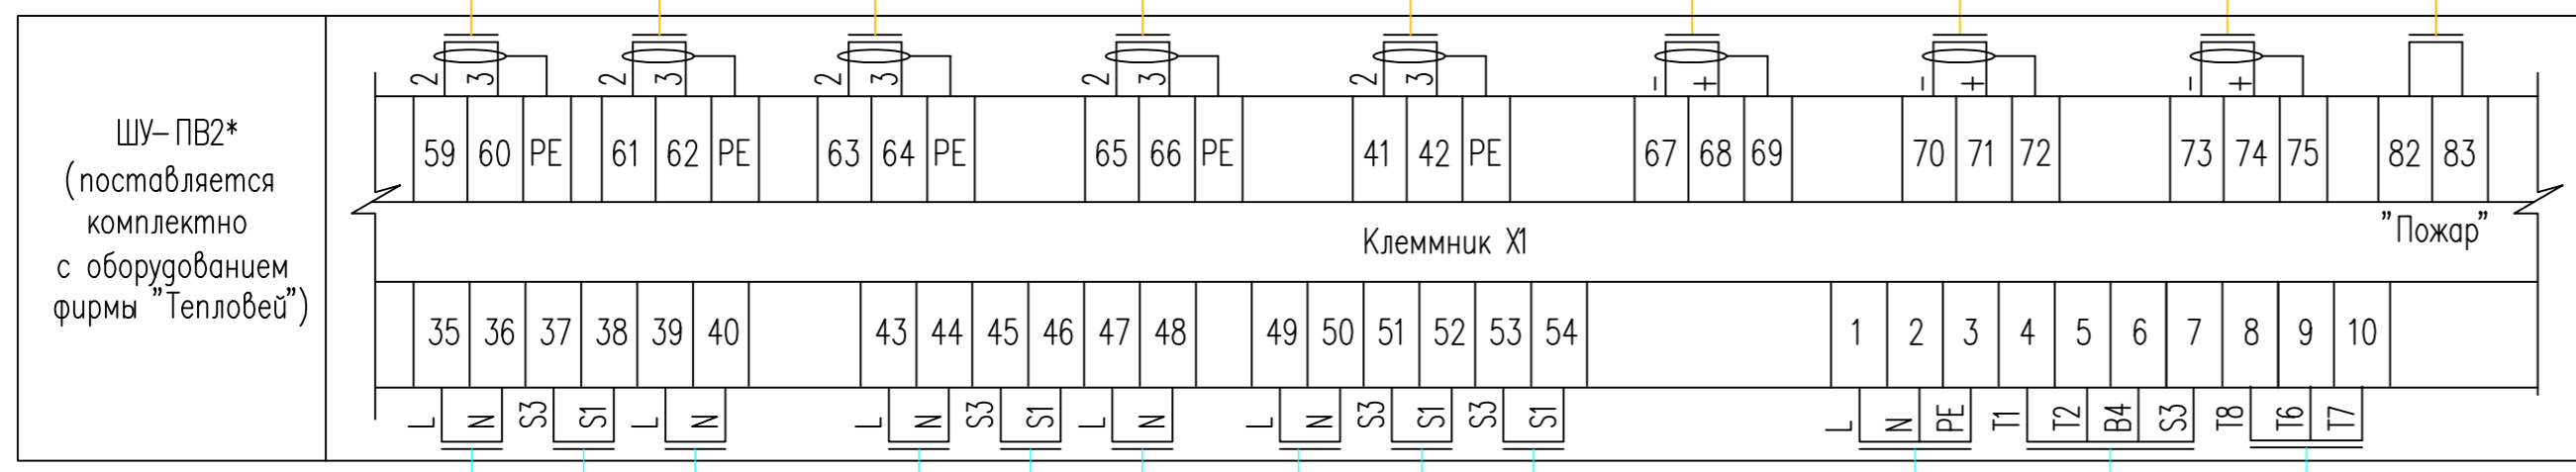 ШУ-ПВ2*
(поставляется
комплектно
с оборудованием
фирмы "Тепловей")
2 3 2 3 2 3 2 3 2 3 - + - + - +
59 60 PE 61 62 PE 63 64 PE 65 66 PE 41 42 PE 67 68 69 70 71 72 73 74 75 82 83
"Пожар"
Клеммник X1
35 36 37 38 39 40 43 44 45 46 47 48 49 50 51 52 53 54 1 2 3 4 5 6 7 8 9 10
L N S3 S1 L N L N S3 S1 L N L N S3 S1 S3 S1 L N PE T1 T2 B4 S3 T8 T6 T7